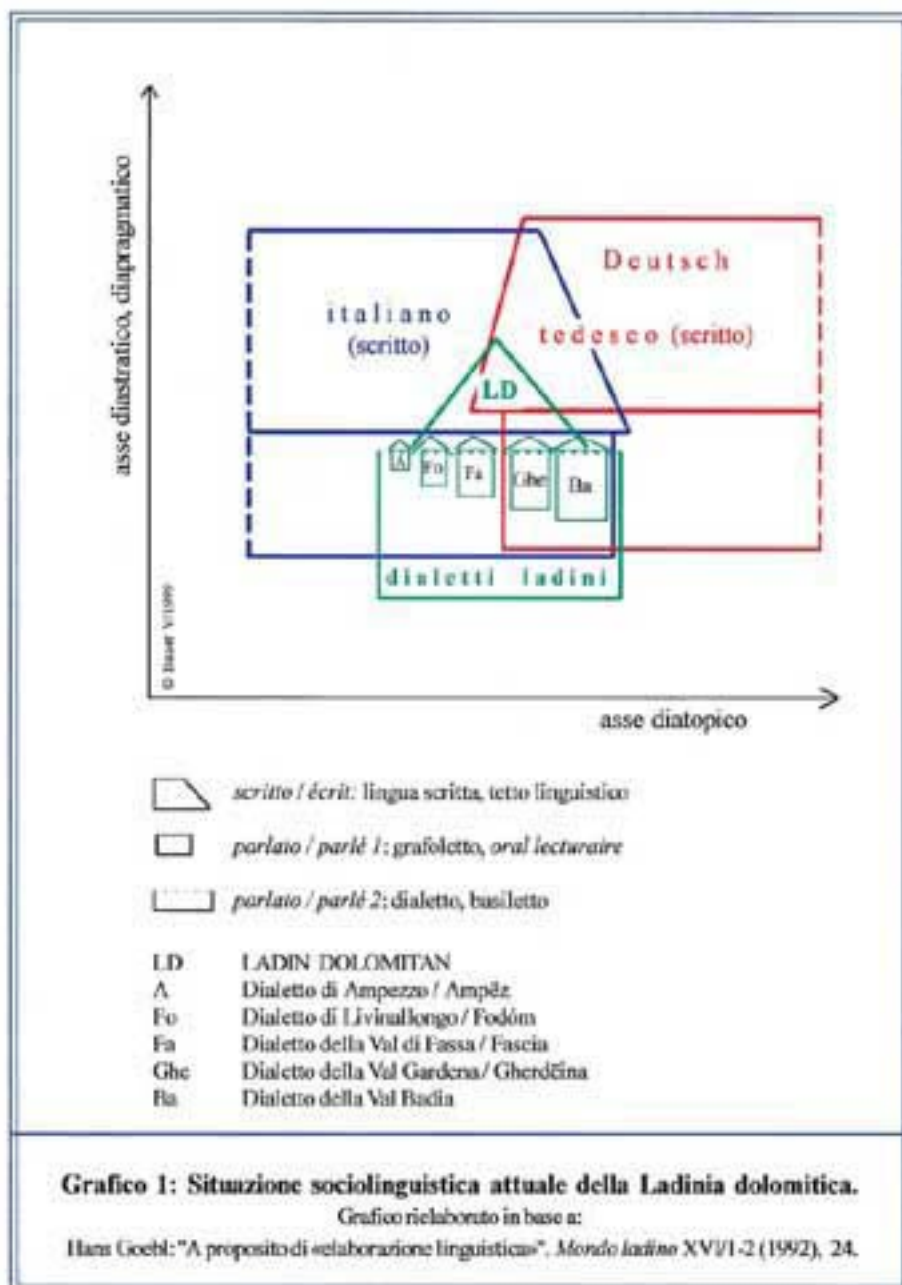 asse diastratico, diapragmatico
Deutsch
italiano
(scritto)
tedesco (scritto)
LD
A
Fo
Fa
Ghe
Ba
dialetti ladini
© Bauer V/1999
asse diatopico
scritto / écrit: lingua scritta, tetto linguistico
parlato / parlé 1: grafoletto, oral lecturaire
parlato / parlé 2: dialetto, basiletto
LD LADIN DOLOMITAN
A Dialetto di Ampezzo / Ampëz
Fo Dialetto di Livinallongo / Fodóm
Fa Dialetto della Val di Fassa / Fascia
Ghe Dialetto della Val Gardena / Gherdëina
Ba Dialetto della Val Badia
Grafico 1: Situazione sociolinguistica attuale della Ladinia dolomitica.
Grafico rielaborato in base a:
Hans Goebl: "A proposito di «elaborazione linguistica»". Mondo ladino XVI/1-2 (1992), 24.